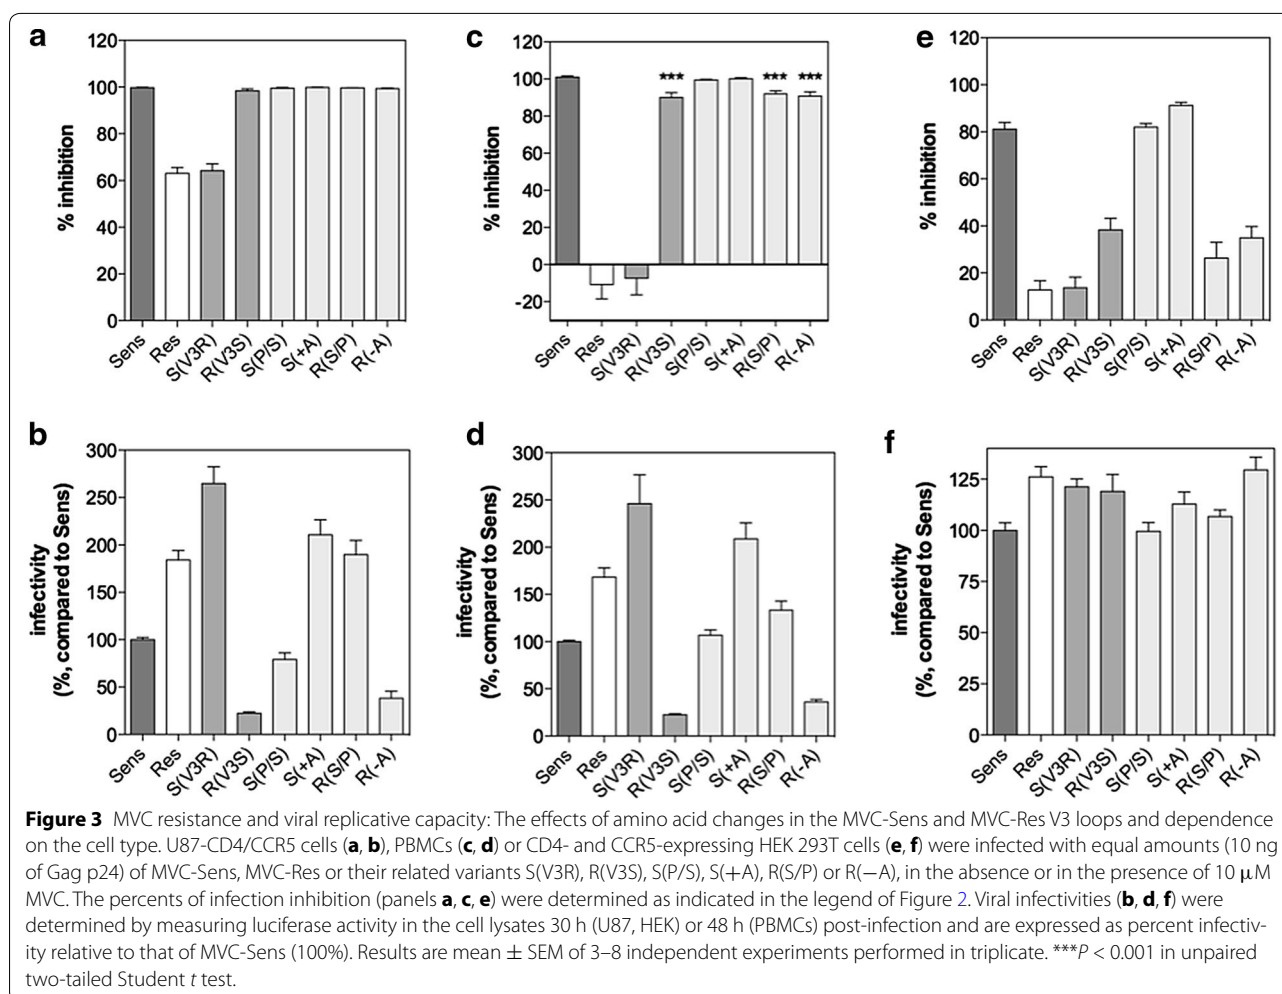 a
120
100
80
60
40
20
0
% inhibition
Sens
Res
S(V3R)
R(V3S)
S(P/S)
S(+A)
R(S/P)
R(-A)
c
120
100
80
60
40
20
0
-20
% inhibition
***
***
***
Sens
Res
S(V3R)
R(V3S)
S(P/S)
S(+A)
R(S/P)
R(-A)
e
120
100
80
60
40
20
0
% inhibition
Sens
Res
S(V3R)
R(V3S)
S(P/S)
S(+A)
R(S/P)
R(-A)
b
300
250
200
150
100
50
0
infectivity
(%, compared to Sens)
Sens
Res
S(V3R)
R(V3S)
S(P/S)
S(+A)
R(S/P)
R(-A)
d
300
250
200
150
100
50
0
infectivity
(%, compared to Sens)
Sens
Res
S(V3R)
R(V3S)
S(P/S)
S(+A)
R(S/P)
R(-A)
f
125
100
75
50
25
0
infectivity
(%, compared to Sens)
Sens
Res
S(V3R)
R(V3S)
S(P/S)
S(+A)
R(S/P)
R(-A)
Figure 3 MVC resistance and viral replicative capacity: The effects of amino acid changes in the MVC-Sens and MVC-Res V3 loops and dependence
on the cell type. U87-CD4/CCR5 cells (a, b), PBMCs (c, d) or CD4- and CCR5-expressing HEK 293T cells (e, f) were infected with equal amounts (10 ng
of Gag p24) of MVC-Sens, MVC-Res or their related variants S(V3R), R(V3S), S(P/S), S(+A), R(S/P) or R(−A), in the absence or in the presence of 10 μM
MVC. The percents of infection inhibition (panels a, c, e) were determined as indicated in the legend of Figure 2. Viral infectivities (b, d, f) were
determined by measuring luciferase activity in the cell lysates 30 h (U87, HEK) or 48 h (PBMCs) post-infection and are expressed as percent infectiv-
ity relative to that of MVC-Sens (100%). Results are mean ± SEM of 3–8 independent experiments performed in triplicate. ***P < 0.001 in unpaired
two-tailed Student t test.